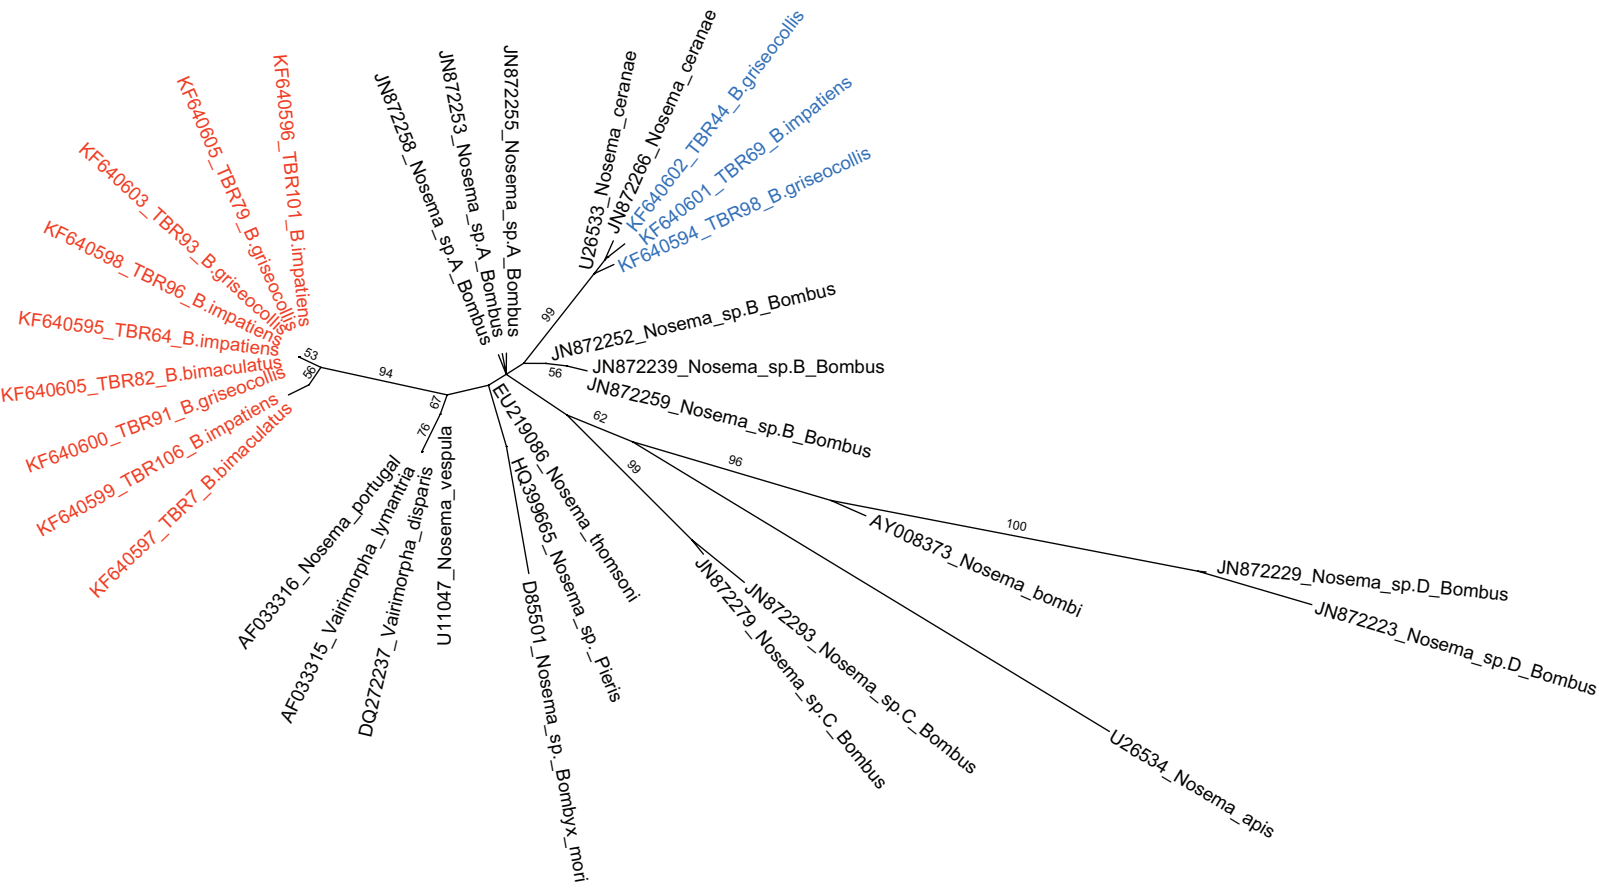 KF640596_TBR101_B.impatiens
KF640605_TBR79_B.griseocollis
KF640603_TBR93_B.griseocollis
KF640598_TBR96_B.impatiens
KF640595_TBR64_B.impatiens
KF640605_TBR82_B.bimaculatus
KF640600_TBR91_B.griseocollis
KF640599_TBR106_B.impatiens
KF640597_TBR7_B.bimaculatus
53
56
94
67
76
AF033316_Nosema_portugal
AF033315_Vairimorpha_lymantria
DQ272237_Vairimorpha_disparis
U11047_Nosema_vespula
JN872258_Nosema_sp.A_Bombus
JN872253_Nosema_sp.A_Bombus
JN872255_Nosema_sp.A_Bombus
U26533_Nosema_ceranae
JN872266_Nosema_ceranae
KF640602_TBR44_B.griseocollis
KF640601_TBR69_B.impatiens
KF640594_TBR98_B.griseocollis
99
JN872252_Nosema_sp.B_Bombus
56
JN872239_Nosema_sp.B_Bombus
JN872259_Nosema_sp.B_Bombus
EU219086_Nosema_thomsoni
HQ399665_Nosema_sp._Pieris
D85501_Nosema_sp._Bombyx_mori
62
99
96
100
AY008373_Nosema_bombi
JN872229_Nosema_sp.D_Bombus
JN872223_Nosema_sp.D_Bombus
JN872293_Nosema_sp.C_Bombus
JN872279_Nosema_sp.C_Bombus
U26534_Nosema_apis